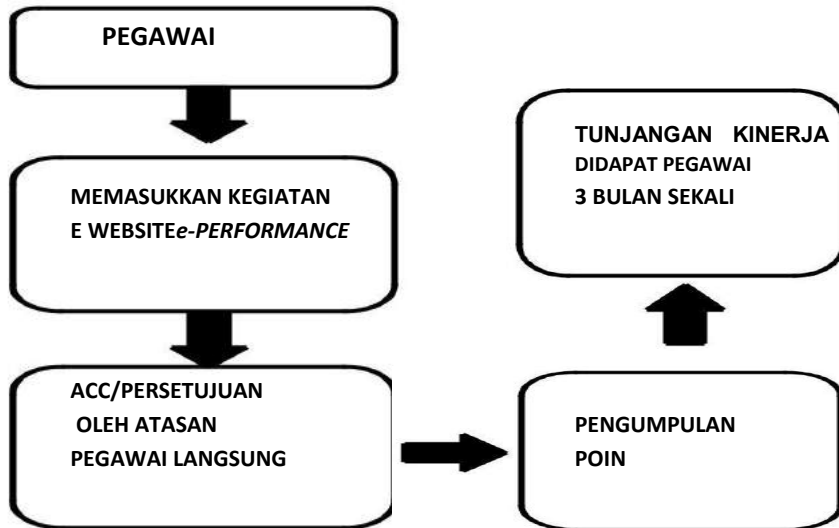 PEGAWAI
MEMASUKKAN KEGIATAN
E WEBSITEe-PERFORMANCE
ACC/PERSETUJUAN
OLEH ATASAN
PEGAWAI LANGSUNG
PENGUMPULAN
POIN
TUNJANGAN KINERJA
DIDAPAT PEGAWAI
3 BULAN SEKALI